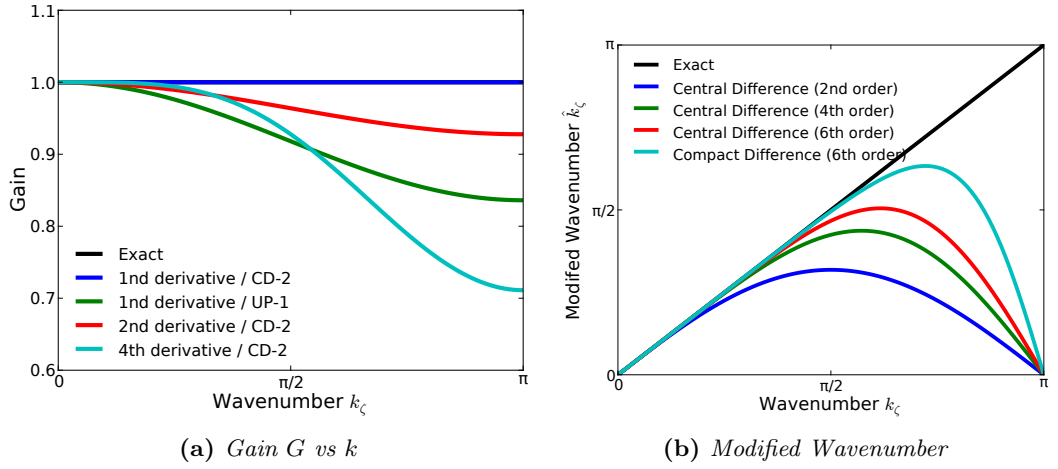 1.1
1.0
0.9
0.8
0.7
0.6
Gain
Exact
1nd derivative / CD-2
1nd derivative / UP-1
2nd derivative / CD-2
4th derivative / CD-2
0
π/2
π
Wavenumber k_ζ
(a) Gain G vs k
π
π/2
0
Modifed Wavenumber k̂_ζ
Exact
Central Difference (2nd order)
Central Difference (4th order)
Central Difference (6th order)
Compact Difference (6th order)
0
π/2
π
Wavenumber k_ζ
(b) Modified Wavenumber